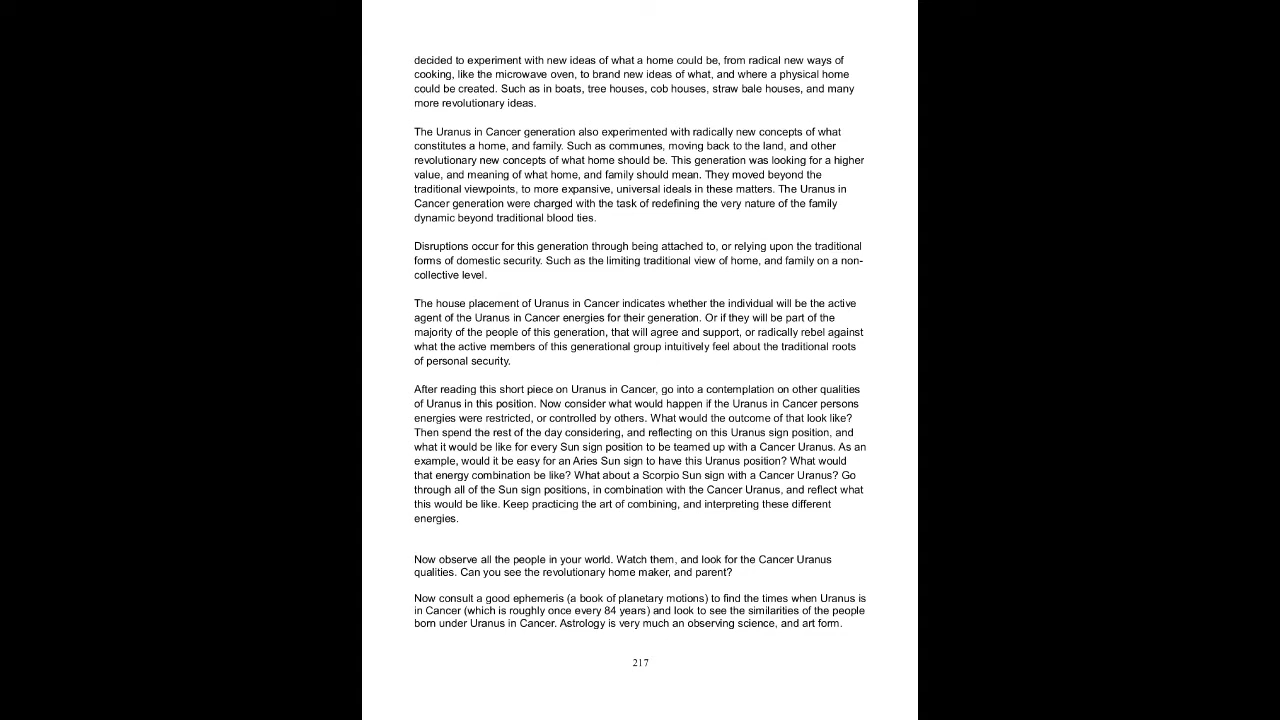 decided to experiment with new ideas of what a home could be, from radical new ways of
cooking, like the microwave oven, to brand new ideas of what, and where a physical home
could be created. Such as in boats, tree houses, cob houses, straw bale houses, and many
more revolutionary ideas.
The Uranus in Cancer generation also experimented with radically new concepts of what
constitutes a home, and family. Such as communes, moving back to the land, and other
revolutionary new concepts of what home should be. This generation was looking for a higher
value, and meaning of what home, and family should mean. They moved beyond the
traditional viewpoints, to more expansive, universal ideals in these matters. The Uranus in
Cancer generation were charged with the task of redefining the very nature of the family
dynamic beyond traditional blood ties.
Disruptions occur for this generation through being attached to, or relying upon the traditional
forms of domestic security. Such as the limiting traditional view of home, and family on a non-
collective level.
The house placement of Uranus in Cancer indicates whether the individual will be the active
agent of the Uranus in Cancer energies for their generation. Or if they will be part of the
majority of the people of this generation, that will agree and support, or radically rebel against
what the active members of this generational group intuitively feel about the traditional roots
of personal security.
After reading this short piece on Uranus in Cancer, go into a contemplation on other qualities
of Uranus in this position. Now consider what would happen if the Uranus in Cancer persons
energies were restricted, or controlled by others. What would the outcome of that look like?
Then spend the rest of the day considering, and reflecting on this Uranus sign position, and
what it would be like for every Sun sign position to be teamed up with a Cancer Uranus. As an
example, would it be easy for an Aries Sun sign to have this Uranus position? What would
that energy combination be like? What about a Scorpio Sun sign with a Cancer Uranus? Go
through all of the Sun sign positions, in combination with the Cancer Uranus, and reflect what
this would be like. Keep practicing the art of combining, and interpreting these different
energies.
Now observe all the people in your world. Watch them, and look for the Cancer Uranus
qualities. Can you see the revolutionary home maker, and parent?
Now consult a good ephemeris (a book of planetary motions) to find the times when Uranus is
in Cancer (which is roughly once every 84 years) and look to see the similarities of the people
born under Uranus in Cancer. Astrology is very much an observing science, and art form.
217